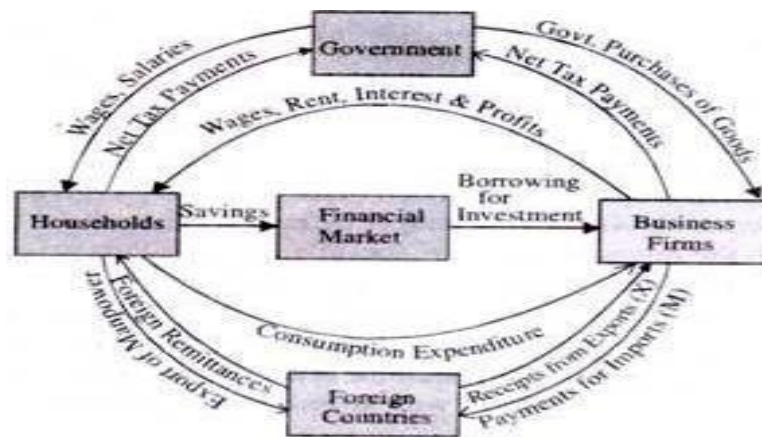 Government
Wages, Salaries
Net Tax Payments
Wages, Rent, Interest & Profits
Net Tax Payments
Govt. Purchases of Goods
Households
Savings
Financial
Market
Borrowing
for
Investment
Business
Firms
Consumption Expenditure
Foreign Remittances
Export of Manpower
Foreign
Countries
Receipts from Exports (X)
Payments for Imports (M)